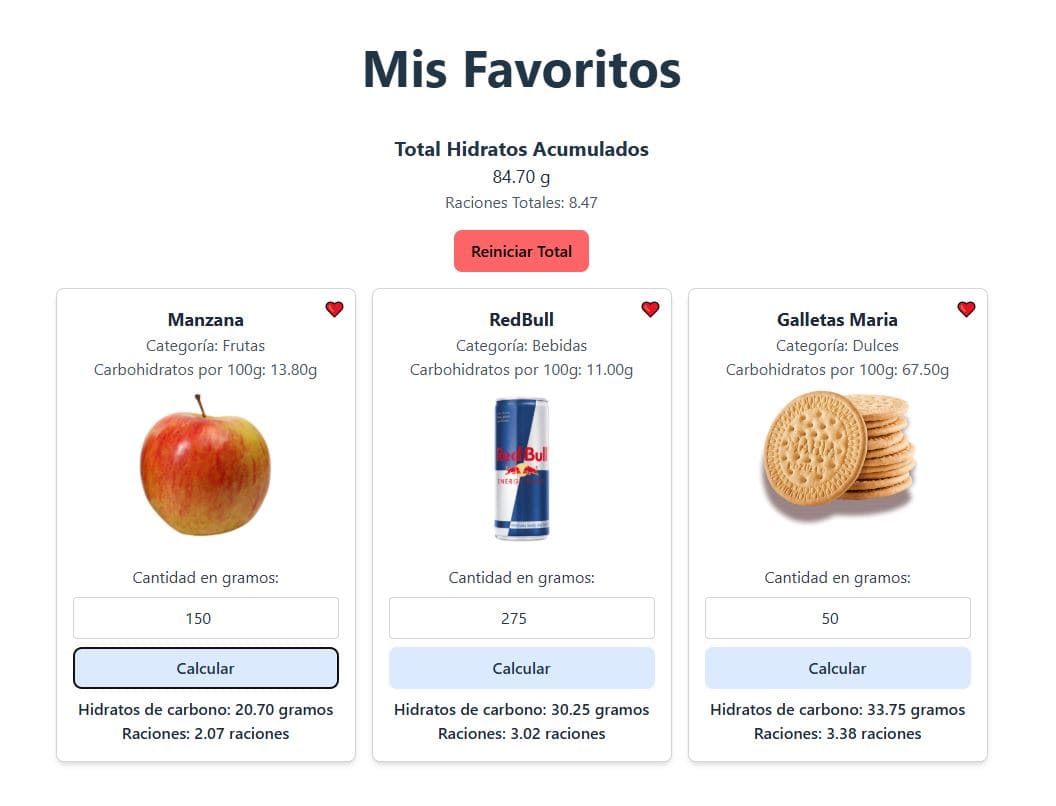 Mis Favoritos
Total Hidratos Acumulados
84.70 g
Raciones Totales: 8.47
Reiniciar Total
Manzana
Categoría: Frutas
Carbohidratos por 100g: 13.80g
Cantidad en gramos:
150
Calcular
Hidratos de carbono: 20.70 gramos
Raciones: 2.07 raciones
RedBull
Categoría: Bebidas
Carbohidratos por 100g: 11.00g
Red Bull
Cantidad en gramos:
275
Calcular
Hidratos de carbono: 30.25 gramos
Raciones: 3.02 raciones
Galletas Maria
Categoría: Dulces
Carbohidratos por 100g: 67.50g
Cantidad en gramos:
50
Calcular
Hidratos de carbono: 33.75 gramos
Raciones: 3.38 raciones